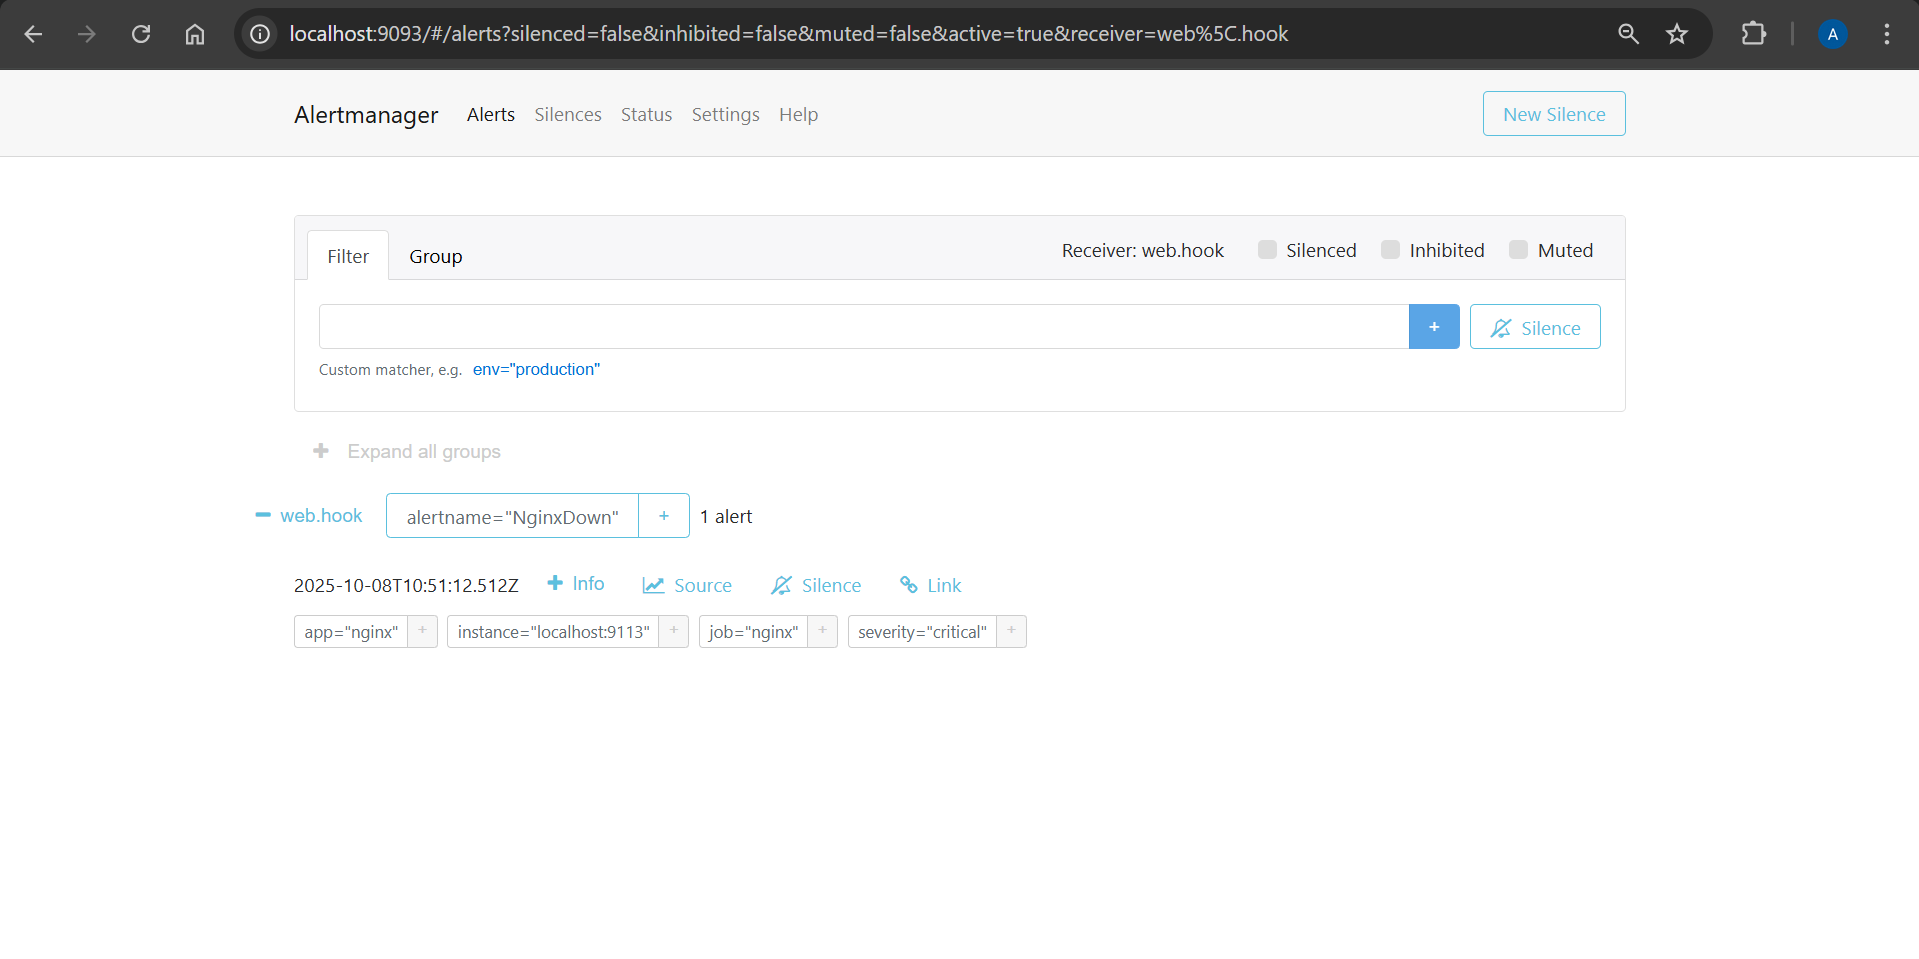 localhost:9093/#/alerts?silenced=false&inhibited=false&muted=false&active=true&receiver=web%5C.hook
A
Alertmanager Alerts Silences Status Settings Help New Silence
Filter Group Receiver: web.hook Silenced Inhibited Muted
+ Silence
Custom matcher, e.g. env="production"
+ Expand all groups
− web.hook alertname="NginxDown" + 1 alert
2025-10-08T10:51:12.512Z + Info Source Silence Link
app="nginx" + instance="localhost:9113" + job="nginx" + severity="critical" +